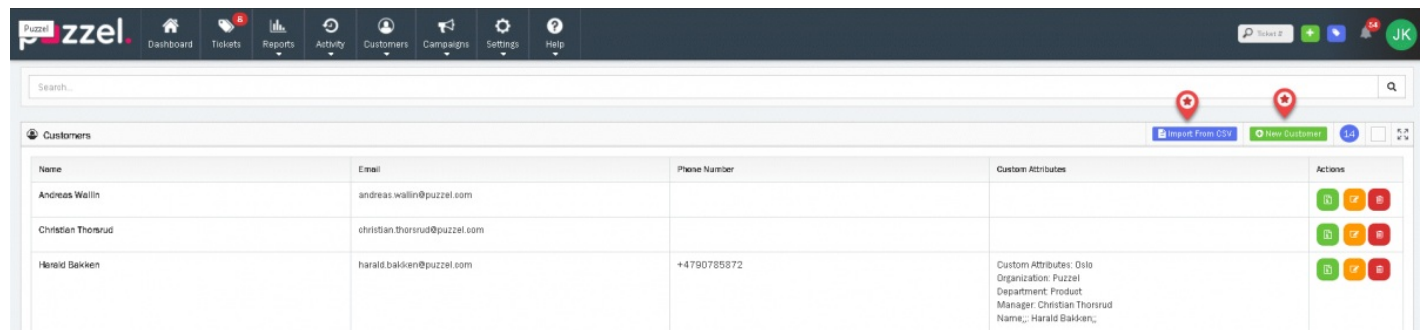 Puzzel
puzzel.
Dashboard
Tickets
8
Reports
Activity
Customers
Campaigns
Settings
Help
Ticket #
54
JK
Search...
Customers
Import From CSV
New Customer
14
Name Email Phone Number Custom Attributes Actions
Andreas Wallin andreas.wallin@puzzel.com
Christian Thorsrud christian.thorsrud@puzzel.com
Harald Bakken harald.bakken@puzzel.com +4790785872 Custom Attributes: Oslo
Organization: Puzzel
Department: Product
Manager: Christian Thorsrud
Name;;: Harald Bakken;;